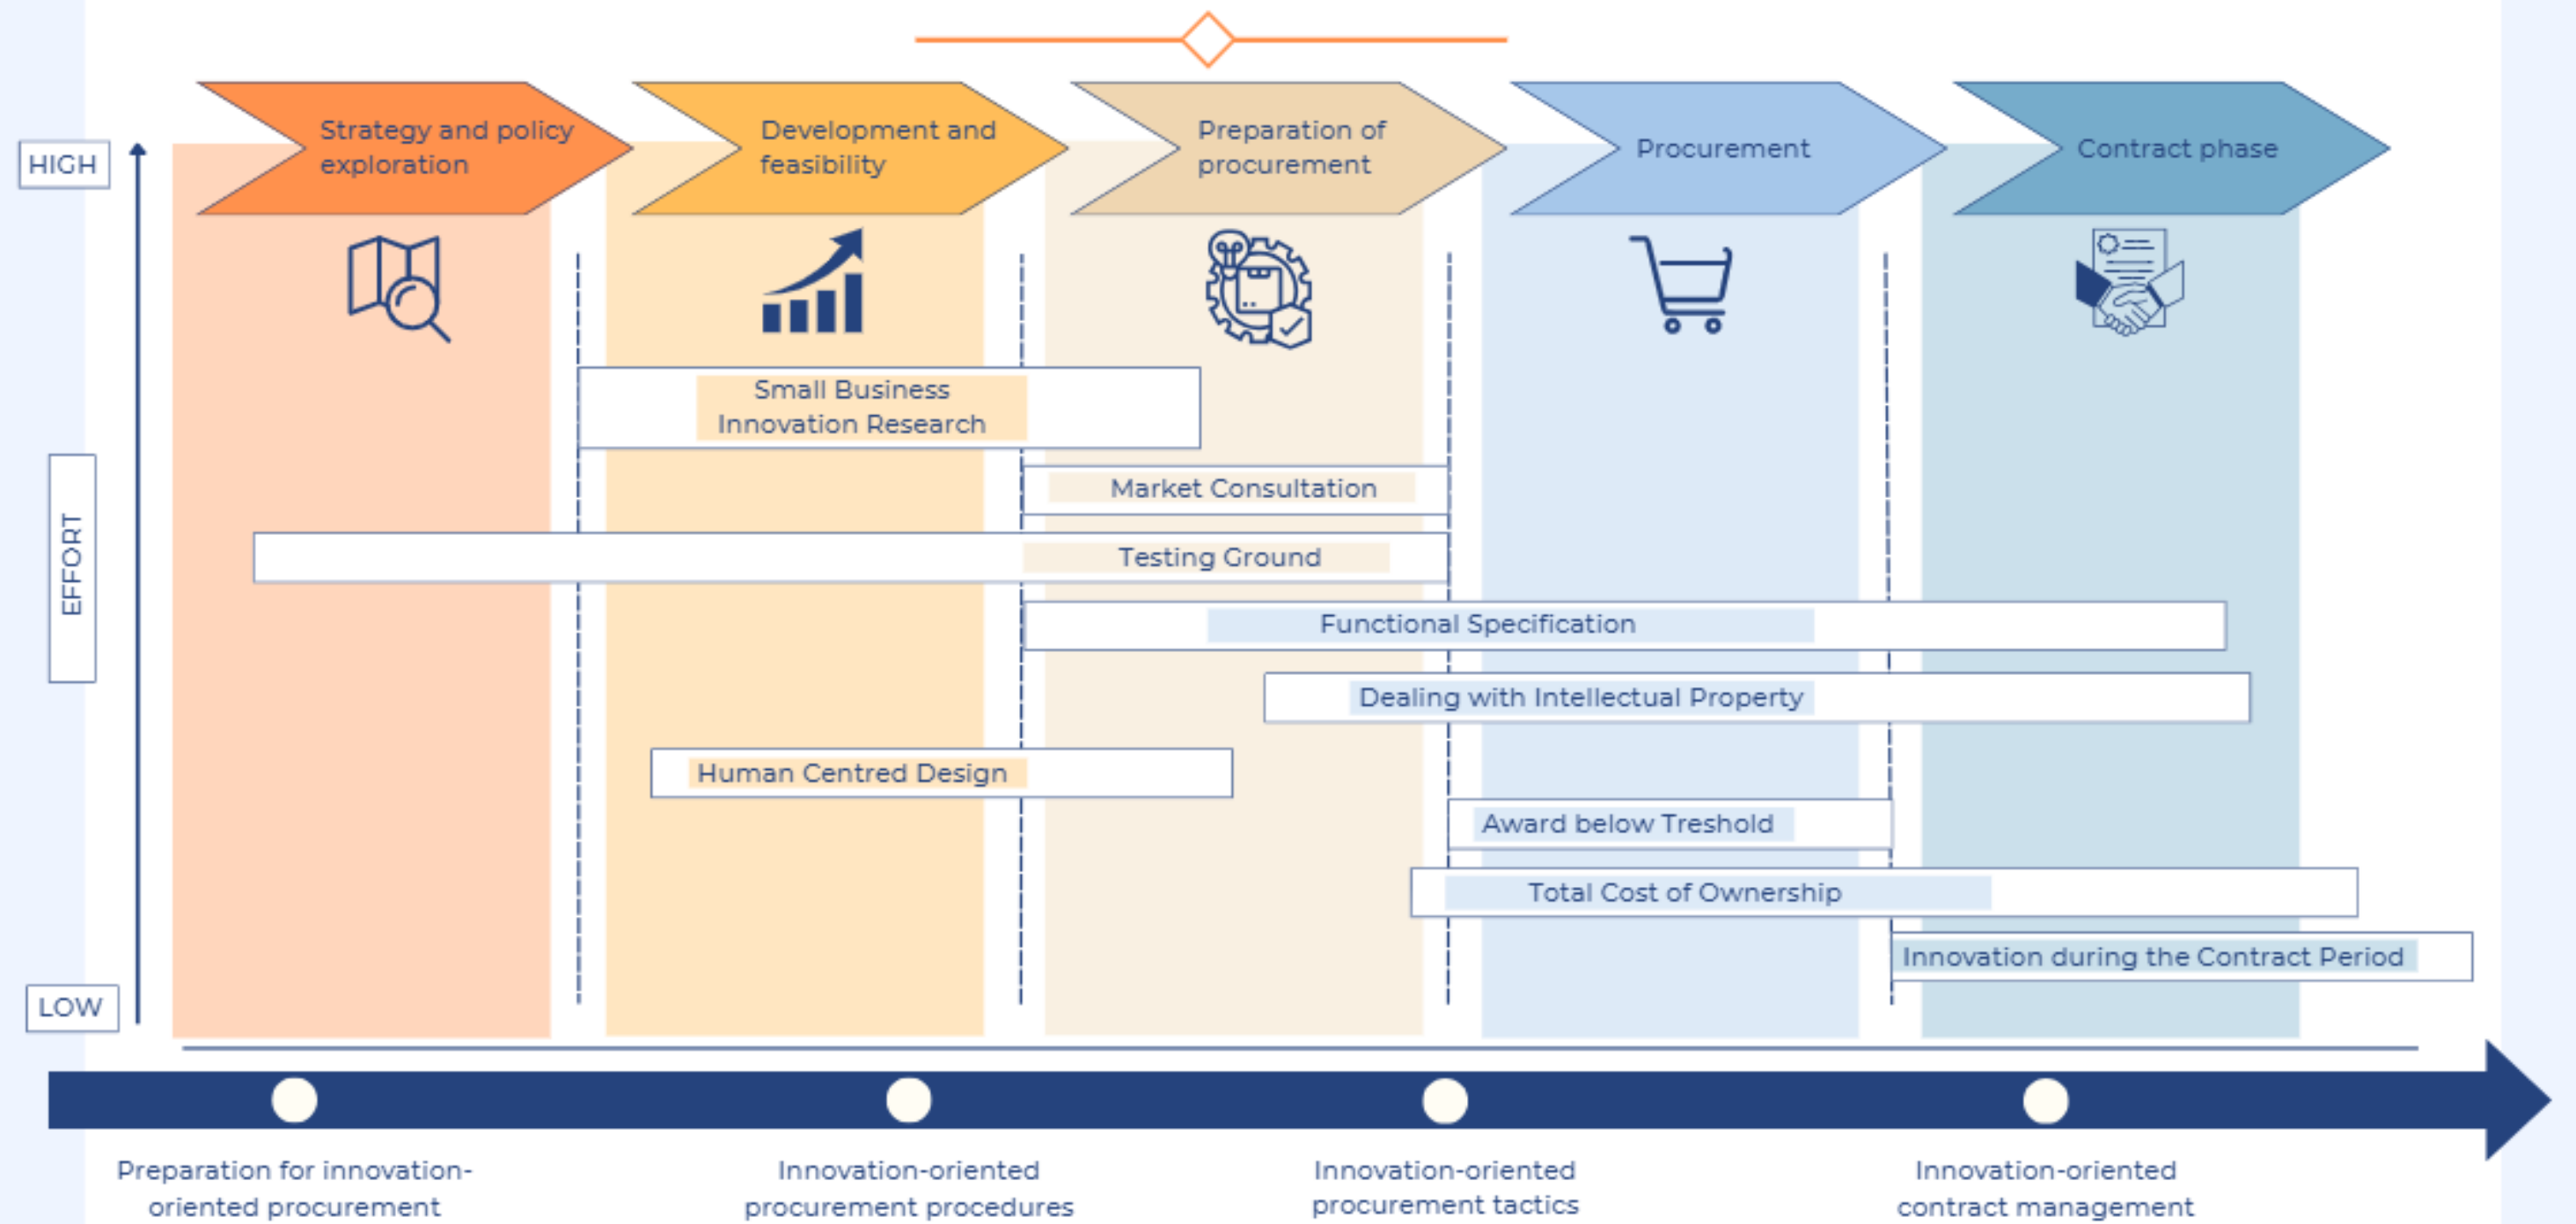 Strategy and policy
exploration
Development and
feasibility
Preparation of
procurement
Procurement
Contract phase
HIGH
EFFORT
LOW
Small Business
Innovation Research
Market Consultation
Testing Ground
Functional Specification
Dealing with Intellectual Property
Human Centred Design
Award below Treshold
Total Cost of Ownership
Innovation during the Contract Period
Preparation for innovation-
oriented procurement
Innovation-oriented
procurement procedures
Innovation-oriented
procurement tactics
Innovation-oriented
contract management